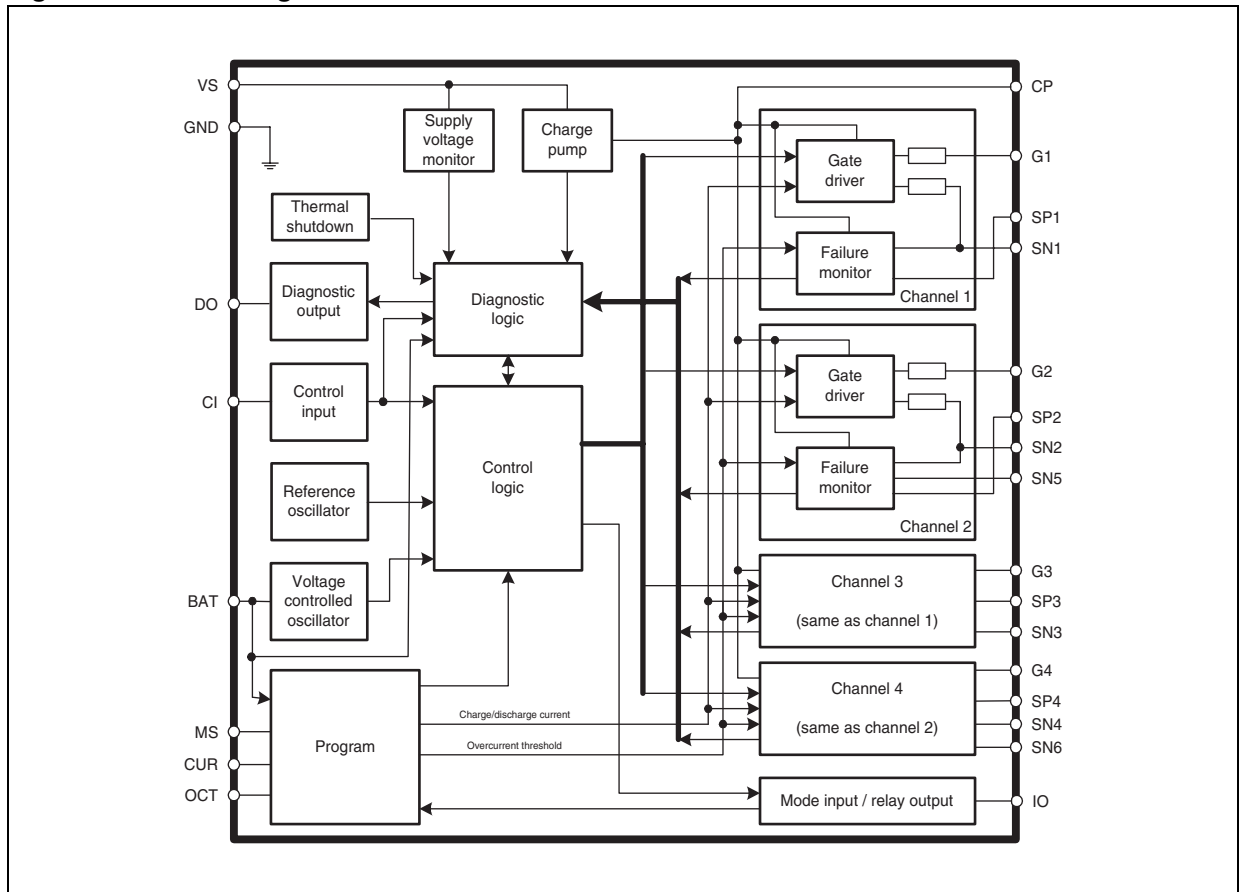 VS
GND
DO
CI
BAT
MS
CUR
OCT
Supply
voltage
monitor
Charge
pump
Thermal
shutdown
Diagnostic
output
Diagnostic
logic
Control
input
Control
logic
Reference
oscillator
Voltage
controlled
oscillator
Program
Charge/discharge current
Overcurrent threshold
Gate
driver
Failure
monitor
Channel 1
Gate
driver
Failure
monitor
Channel 2
Channel 3
(same as channel 1)
Channel 4
(same as channel 2)
Mode input / relay output
CP
G1
SP1
SN1
G2
SP2
SN2
SN5
G3
SP3
SN3
G4
SP4
SN4
SN6
IO